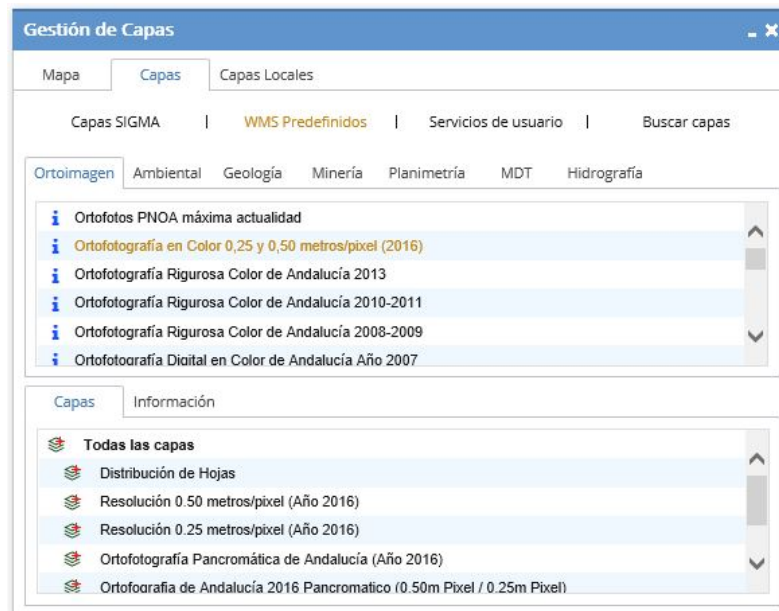 Gestión de Capas
Mapa Capas Capas Locales
Capas SIGMA | WMS Predefinidos | Servicios de usuario | Buscar capas
Ortoimagen Ambiental Geología Minería Planimetría MDT Hidrografía
Ortofotos PNOA máxima actualidad
Ortofotografía en Color 0,25 y 0,50 metros/pixel (2016)
Ortofotografía Rigurosa Color de Andalucía 2013
Ortofotografía Rigurosa Color de Andalucía 2010-2011
Ortofotografía Rigurosa Color de Andalucía 2008-2009
Ortofotografía Digital en Color de Andalucía Año 2007
Capas Información
Todas las capas
Distribución de Hojas
Resolución 0.50 metros/pixel (Año 2016)
Resolución 0.25 metros/pixel (Año 2016)
Ortofotografía Pancromática de Andalucía (Año 2016)
Ortofografia de Andalucía 2016 Pancromatico (0.50m Pixel / 0.25m Pixel)